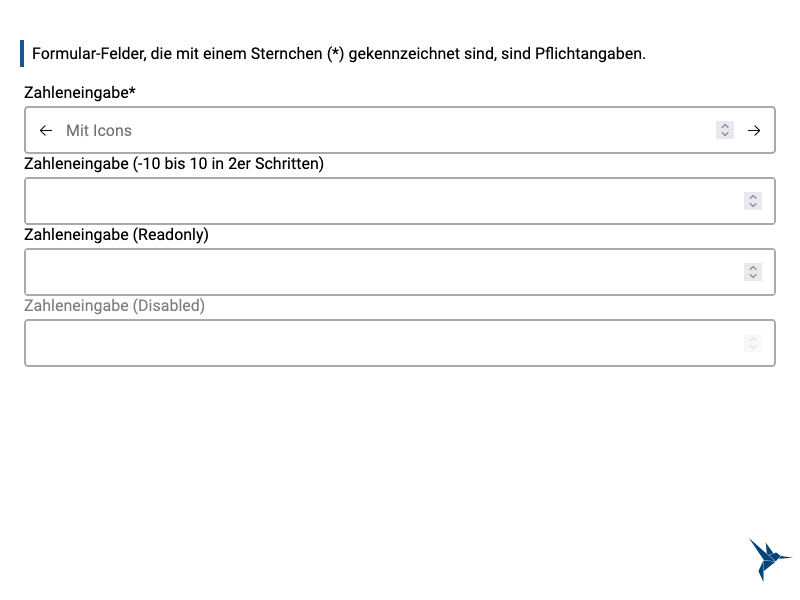 Formular-Felder, die mit einem Sternchen (*) gekennzeichnet sind, sind Pflichtangaben.
Zahleneingabe*
Mit Icons
Zahleneingabe (-10 bis 10 in 2er Schritten)
Zahleneingabe (Readonly)
Zahleneingabe (Disabled)